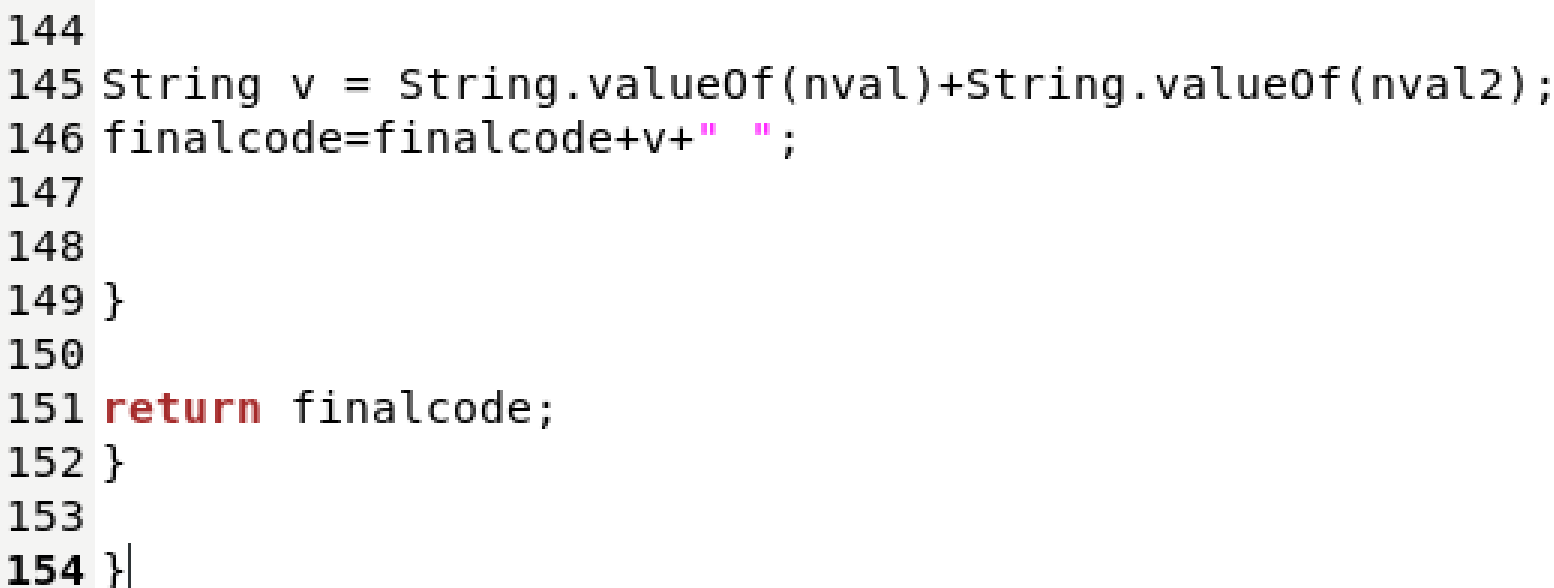 144
145 String v = String.valueOf(nval)+String.valueOf(nval2);
146 finalcode=finalcode+v+" ";
147
148
149 }
150
151 return finalcode;
152 }
153
154 }